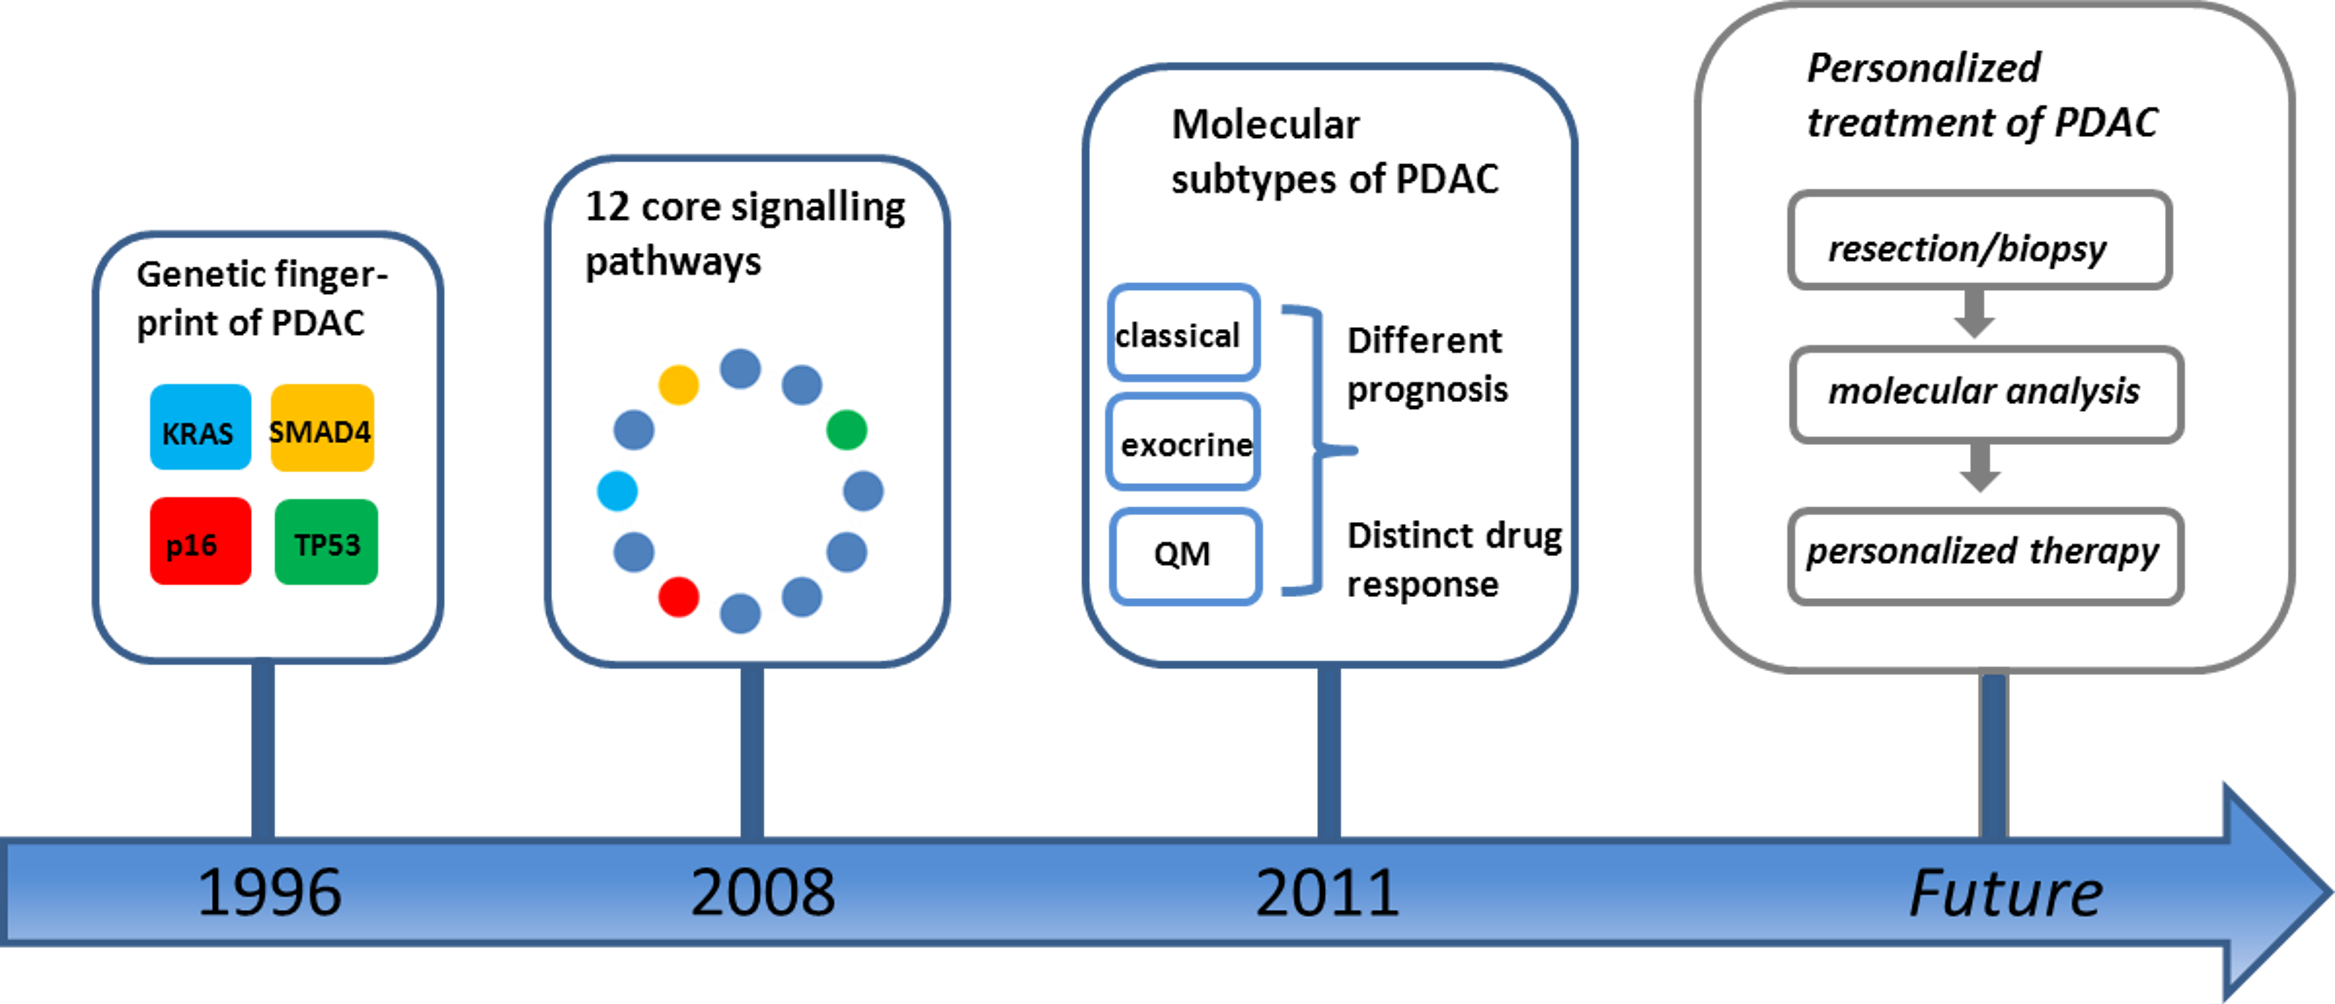 Genetic finger-
print of PDAC
KRAS
SMAD4
p16
TP53
12 core signalling
pathways
Molecular
subtypes of PDAC
classical
exocrine
QM
Different
prognosis
Distinct drug
response
Personalized
treatment of PDAC
resection/biopsy
molecular analysis
personalized therapy
1996
2008
2011
Future